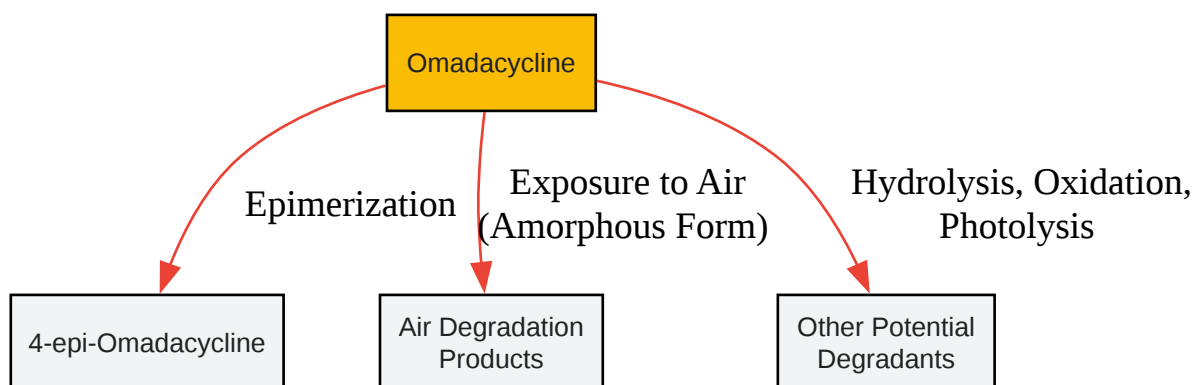 Omadacycline
Epimerization
Exposure to Air
(Amorphous Form)
Hydrolysis, Oxidation,
Photolysis
4-epi-Omadacycline
Air Degradation
Products
Other Potential
Degradants